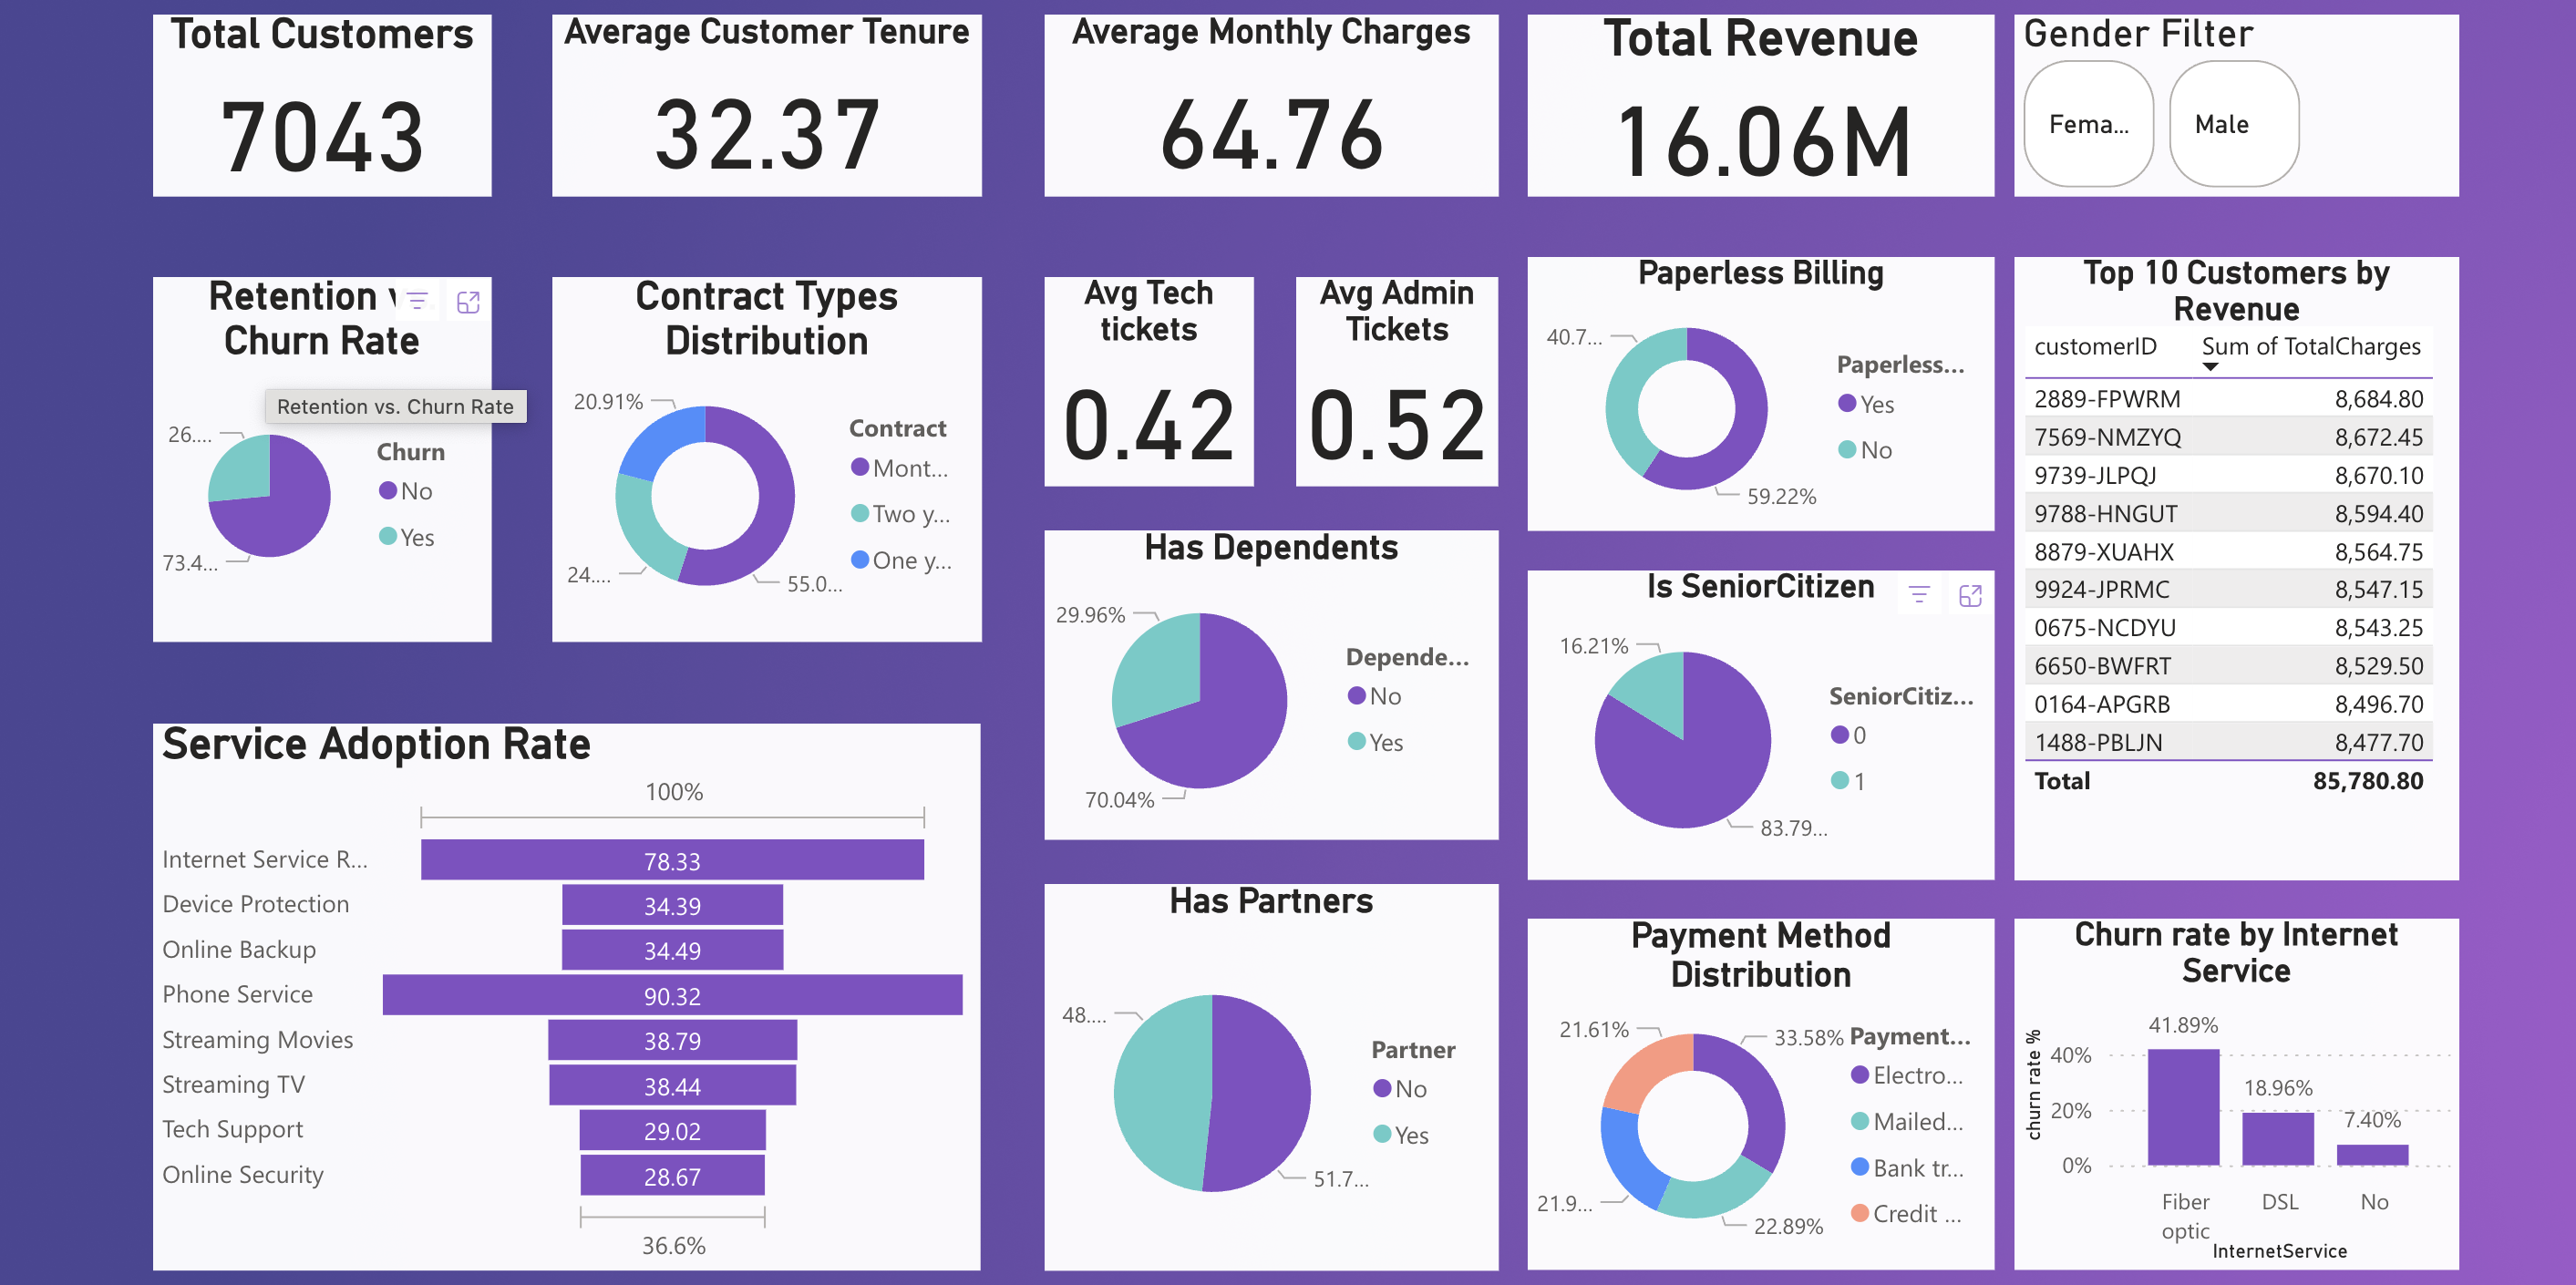 Total Customers
7043
Average Customer Tenure
32.37
Average Monthly Charges
64.76
Total Revenue
16.06M
Gender Filter
Fema...
Male
Retention v
Churn Rate
Retention vs. Churn Rate
26....
73.4...
Churn
No
Yes
Contract Types
Distribution
20.91%
24....
55.0...
Contract
Mont...
Two y...
One y...
Avg Tech
tickets
0.42
Avg Admin
Tickets
0.52
Paperless Billing
40.7...
59.22%
Paperless...
Yes
No
Top 10 Customers by
Revenue
customerID Sum of TotalCharges
2889-FPWRM 8,684.80
7569-NMZYQ 8,672.45
9739-JLPQJ 8,670.10
9788-HNGUT 8,594.40
8879-XUAHX 8,564.75
9924-JPRMC 8,547.15
0675-NCDYU 8,543.25
6650-BWFRT 8,529.50
0164-APGRB 8,496.70
1488-PBLJN 8,477.70
Total 85,780.80
Has Dependents
29.96%
70.04%
Depende...
No
Yes
Is SeniorCitizen
16.21%
83.79...
SeniorCitiz...
0
1
Service Adoption Rate
100%
Internet Service R... 78.33
Device Protection 34.39
Online Backup 34.49
Phone Service 90.32
Streaming Movies 38.79
Streaming TV 38.44
Tech Support 29.02
Online Security 28.67
36.6%
Has Partners
48....
51.7...
Partner
No
Yes
Payment Method
Distribution
21.61%
33.58%
21.9...
22.89%
Payment...
Electro...
Mailed...
Bank tr...
Credit ...
Churn rate by Internet
Service
churn rate %
40%
20%
0%
41.89%
18.96%
7.40%
Fiber
optic
DSL
No
InternetService